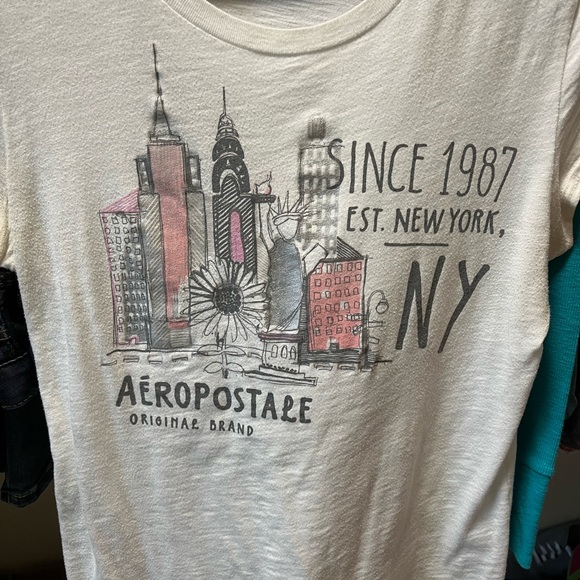 SINCE 1987
EST. NEW YORK,
NY
AÉROPOSTALE
ORIGINAL BRAND